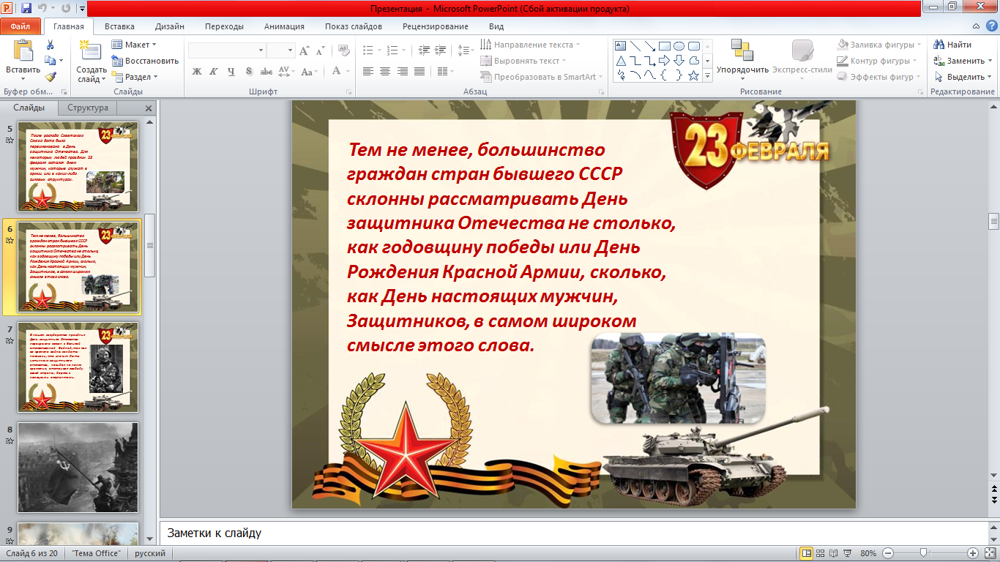 Презентация - Microsoft PowerPoint (Сбой активации продукта)
Файл Главная Вставка Дизайн Переходы Анимация Показ слайдов Рецензирование Вид
Вставить
Буфер обм...
Создать слайд
Макет
Восстановить
Раздел
Слайды
Ж К Ч S abc AV Aa А
Шрифт
Направление текста
Выровнять текст
Преобразовать в SmartArt
Абзац
Упорядочить
Экспресс-стили
Заливка фигуры
Контур фигуры
Эффекты фигур
Рисование
Найти
Заменить
Выделить
Редактирование
Слайды Структура
5
После распада Советского
Союза дата была
переименована в День
защитника Отечества. Для
некоторых людей праздник 23
февраля остался днем
мужчин, которые служат в
армии или в каких-либо
силовых структурах.
23
6
Тем не менее, большинство
граждан стран бывшего СССР
склонны рассматривать День
защитника Отечества не столько,
как годовщину победы или День
Рождения Красной Армии, сколько,
как День настоящих мужчин,
Защитников, в самом широком
смысле этого слова.
23
7
23
8
9
Тем не менее, большинство
граждан стран бывшего СССР
склонны рассматривать День
защитника Отечества не столько,
как годовщину победы или День
Рождения Красной Армии, сколько,
как День настоящих мужчин,
Защитников, в самом широком
смысле этого слова.
23 ФЕВРАЛЯ
Заметки к слайду
Слайд 6 из 20 "Тема Office" русский 80%